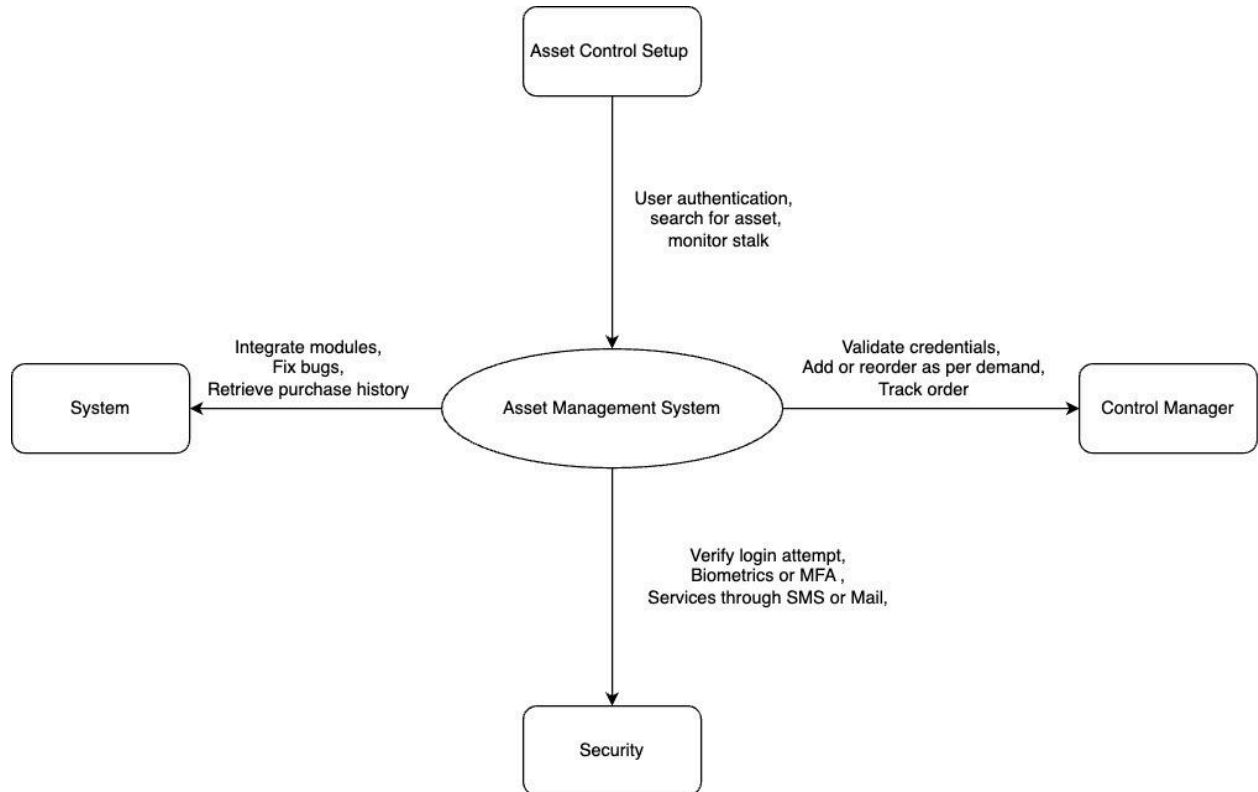 Asset Control Setup
User authentication,
search for asset,
monitor stalk
Integrate modules,
Fix bugs,
Retrieve purchase history
Validate credentials,
Add or reorder as per demand,
Track order
System
Asset Management System
Control Manager
Verify login attempt,
Biometrics or MFA ,
Services through SMS or Mail,
Security